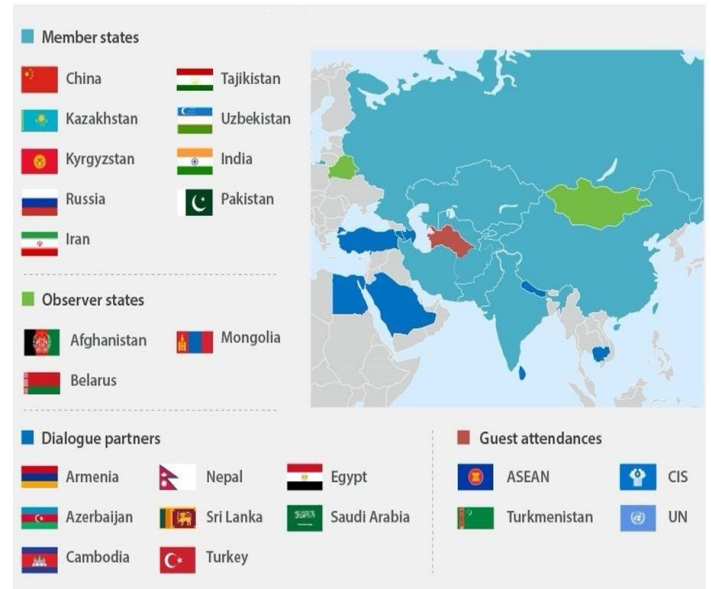 Member states
China
Tajikistan
Kazakhstan
Uzbekistan
Kyrgyzstan
India
Russia
Pakistan
Iran
Observer states
Afghanistan
Mongolia
Belarus
Dialogue partners
Armenia
Nepal
Egypt
Azerbaijan
Sri Lanka
Saudi Arabia
Cambodia
Turkey
Guest attendances
ASEAN
CIS
Turkmenistan
UN